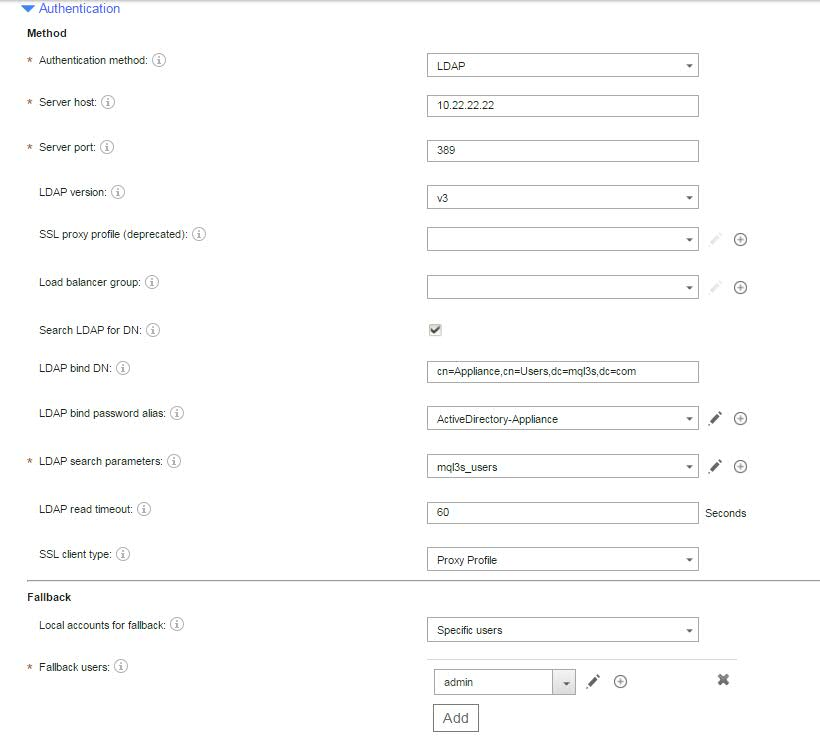 Authentication
Method
* Authentication method:
LDAP
* Server host:
10.22.22.22
* Server port:
389
LDAP version:
v3
SSL proxy profile (deprecated):
Load balancer group:
Search LDAP for DN:
LDAP bind DN:
cn=Appliance,cn=Users,dc=mql3s,dc=com
LDAP bind password alias:
ActiveDirectory-Appliance
* LDAP search parameters:
mql3s_users
LDAP read timeout:
60 Seconds
SSL client type:
Proxy Profile
Fallback
Local accounts for fallback:
Specific users
* Fallback users:
admin
Add